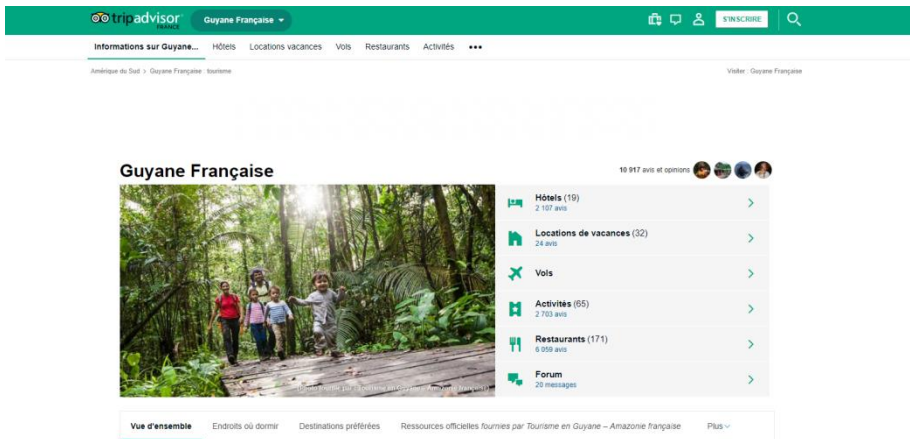 tripadvisor
FRANCE
Guyane Française
S'INSCRIRE
Informations sur Guyane... Hôtels Locations vacances Vols Restaurants Activités •••
Amérique du Sud > Guyane Française : tourisme
Visiter : Guyane Française
Guyane Française
10 917 avis et opinions
Hôtels (19)
2 107 avis
Locations de vacances (32)
24 avis
Vols
Activités (65)
2 703 avis
Restaurants (171)
6 059 avis
Forum
20 messages
Vue d'ensemble Endroits où dormir Destinations préférées Ressources officielles fournies par Tourisme en Guyane – Amazonie française Plus